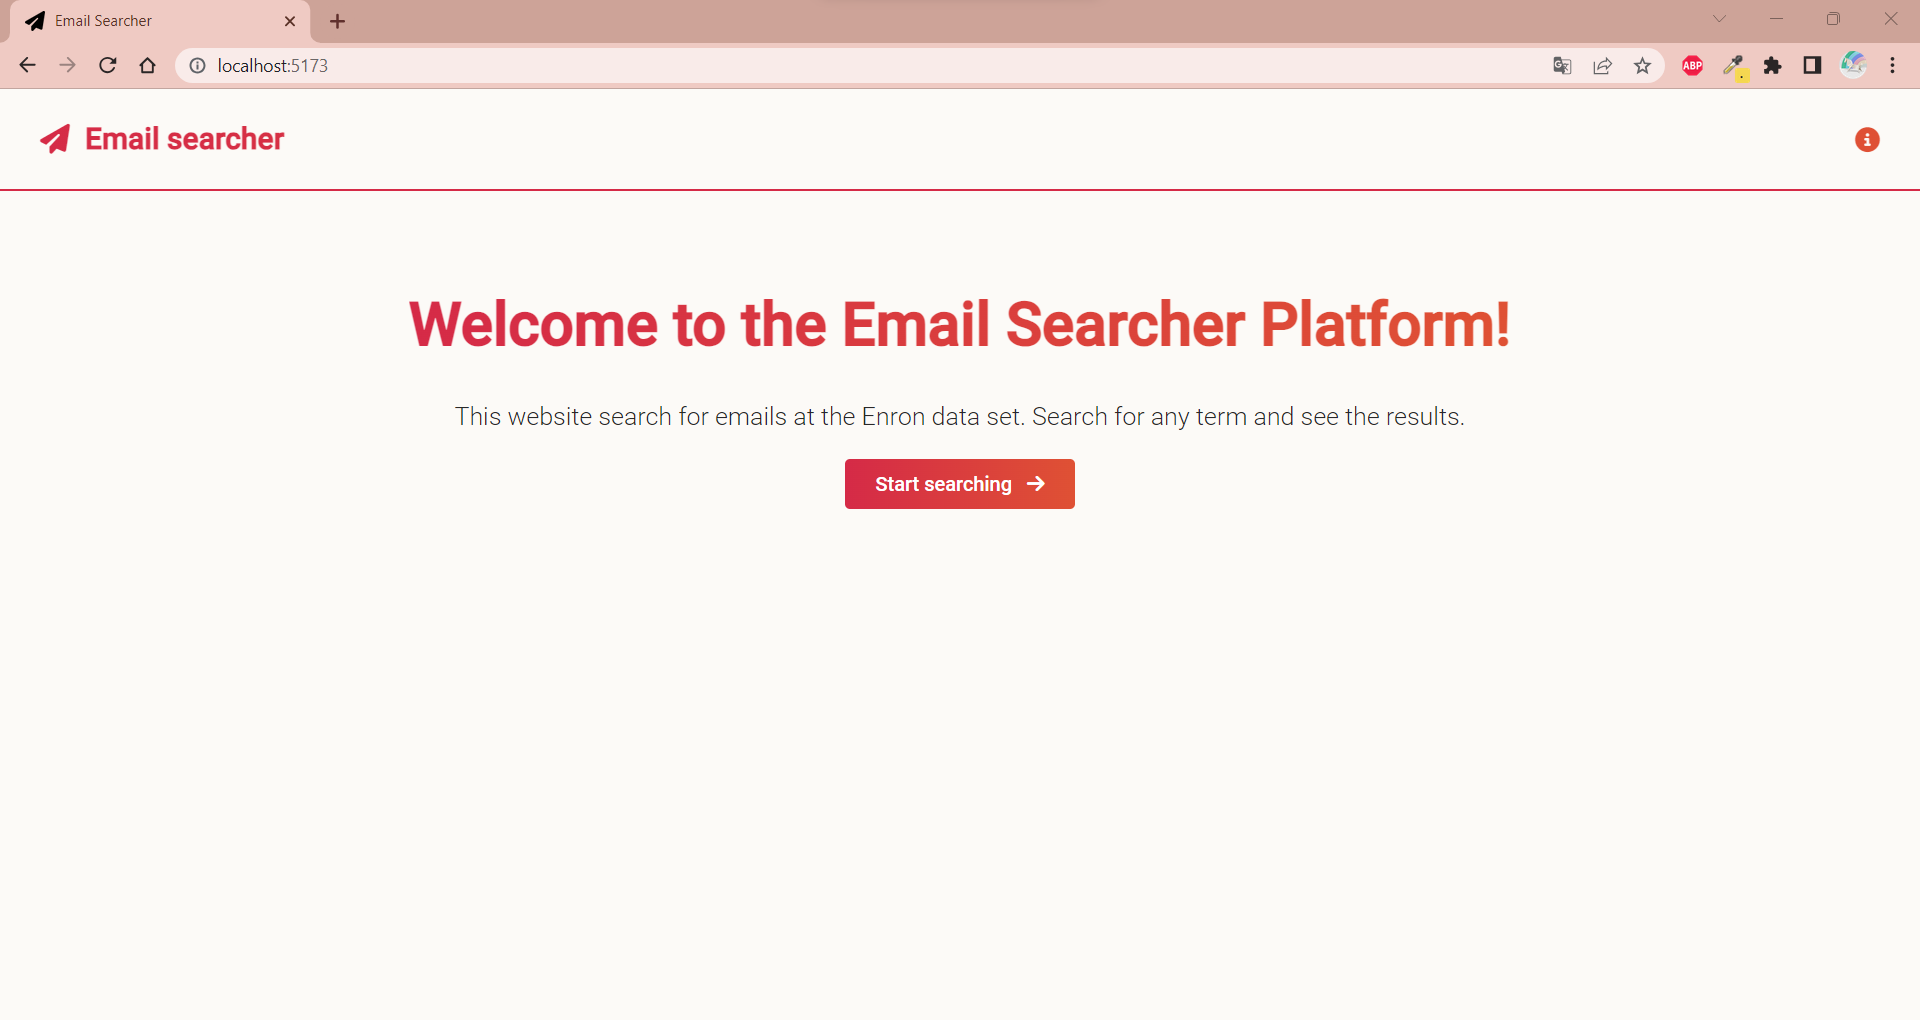 Email Searcher
localhost:5173
ABP
Email searcher
Welcome to the Email Searcher Platform!
This website search for emails at the Enron data set. Search for any term and see the results.
Start searching